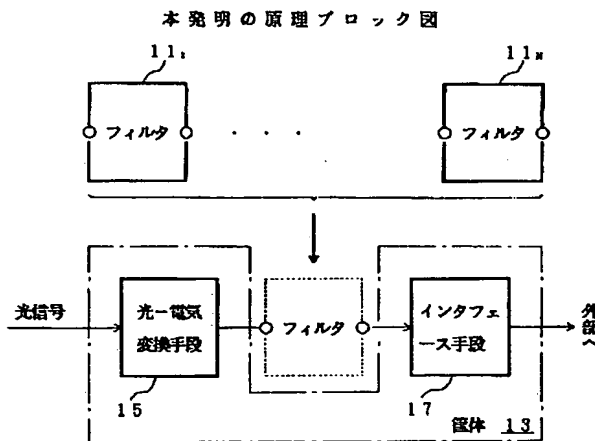 本発明の原理ブロック図
11₁
11ₙ
フィルタ
・・・
フィルタ
光信号
光－電気
変換手段
フィルタ
インタフェ
ース手段
外部へ
15
17
筐体 13